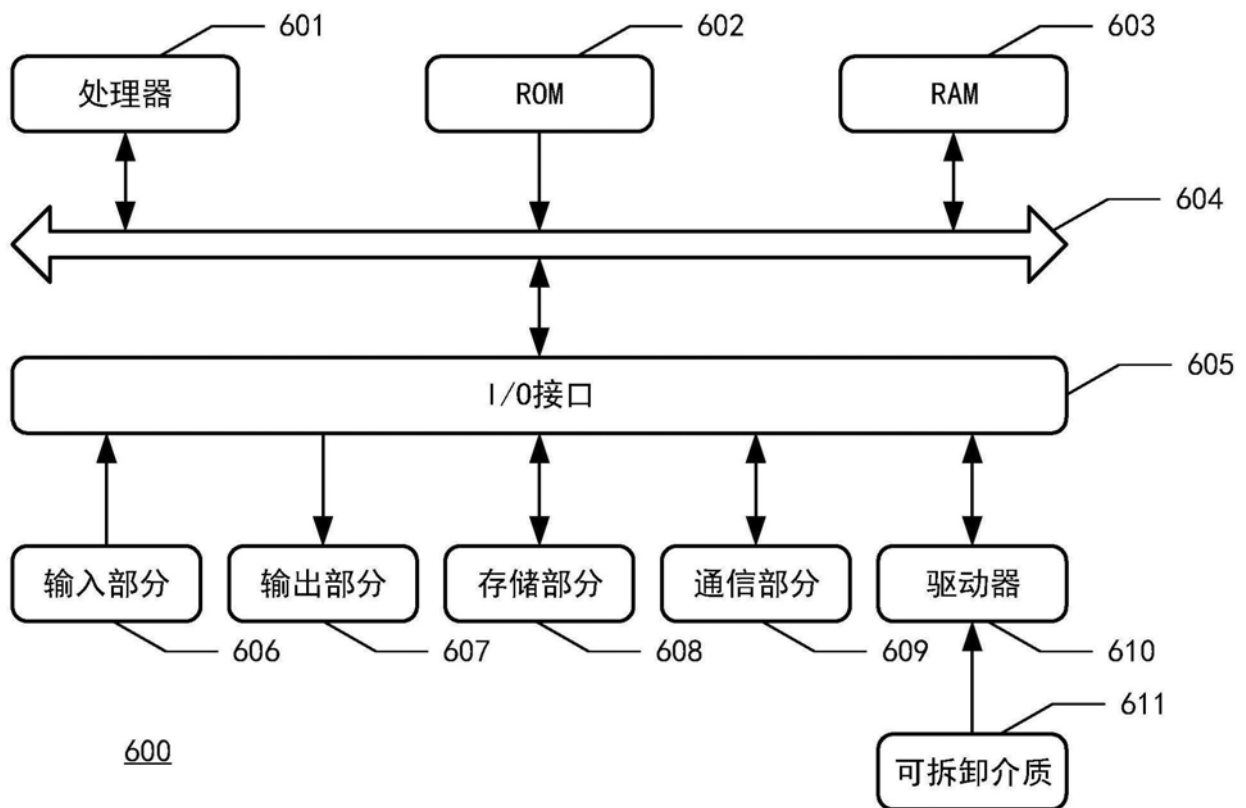 601
602
603
处理器
ROM
RAM
604
605
I/O接口
输入部分
输出部分
存储部分
通信部分
驱动器
606
607
608
609
610
611
600
可拆卸介质